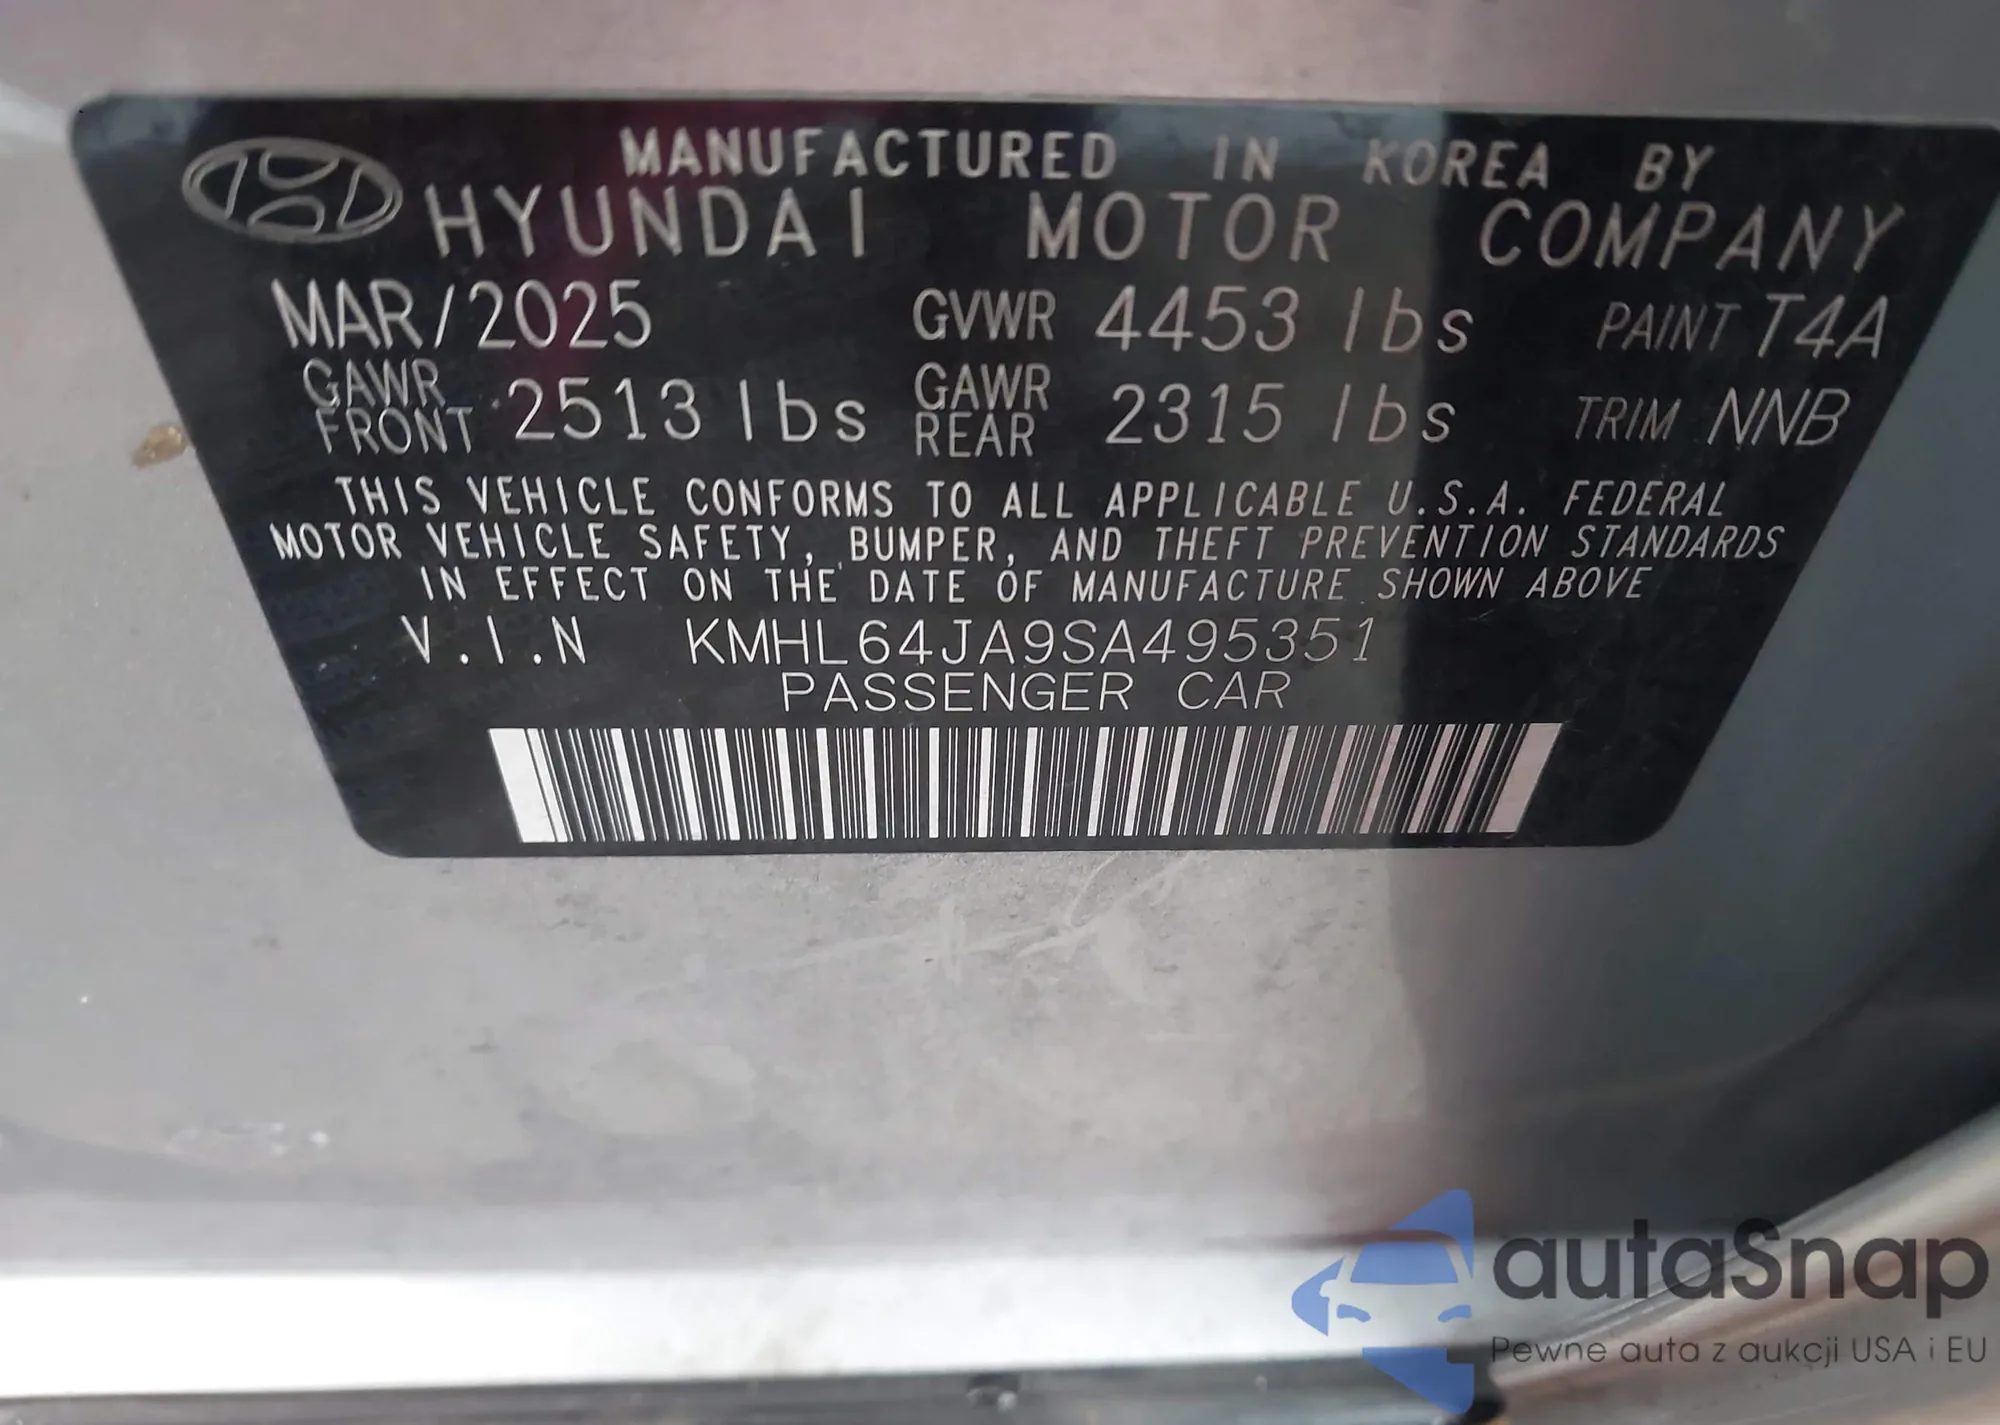 MANUFACTURED IN KOREA BY
HYUNDAI MOTOR COMPANY
MAR/2025 GVWR 4453 lbs PAINT T4A
GAWR FRONT 2513 lbs GAWR REAR 2315 lbs TRIM NNB
THIS VEHICLE CONFORMS TO ALL APPLICABLE U.S.A. FEDERAL
MOTOR VEHICLE SAFETY, BUMPER, AND THEFT PREVENTION STANDARDS
IN EFFECT ON THE DATE OF MANUFACTURE SHOWN ABOVE
V.I.N KMHL64JA9SA495351
PASSENGER CAR
autaSnap
Pewne auta z aukcji USA i EU